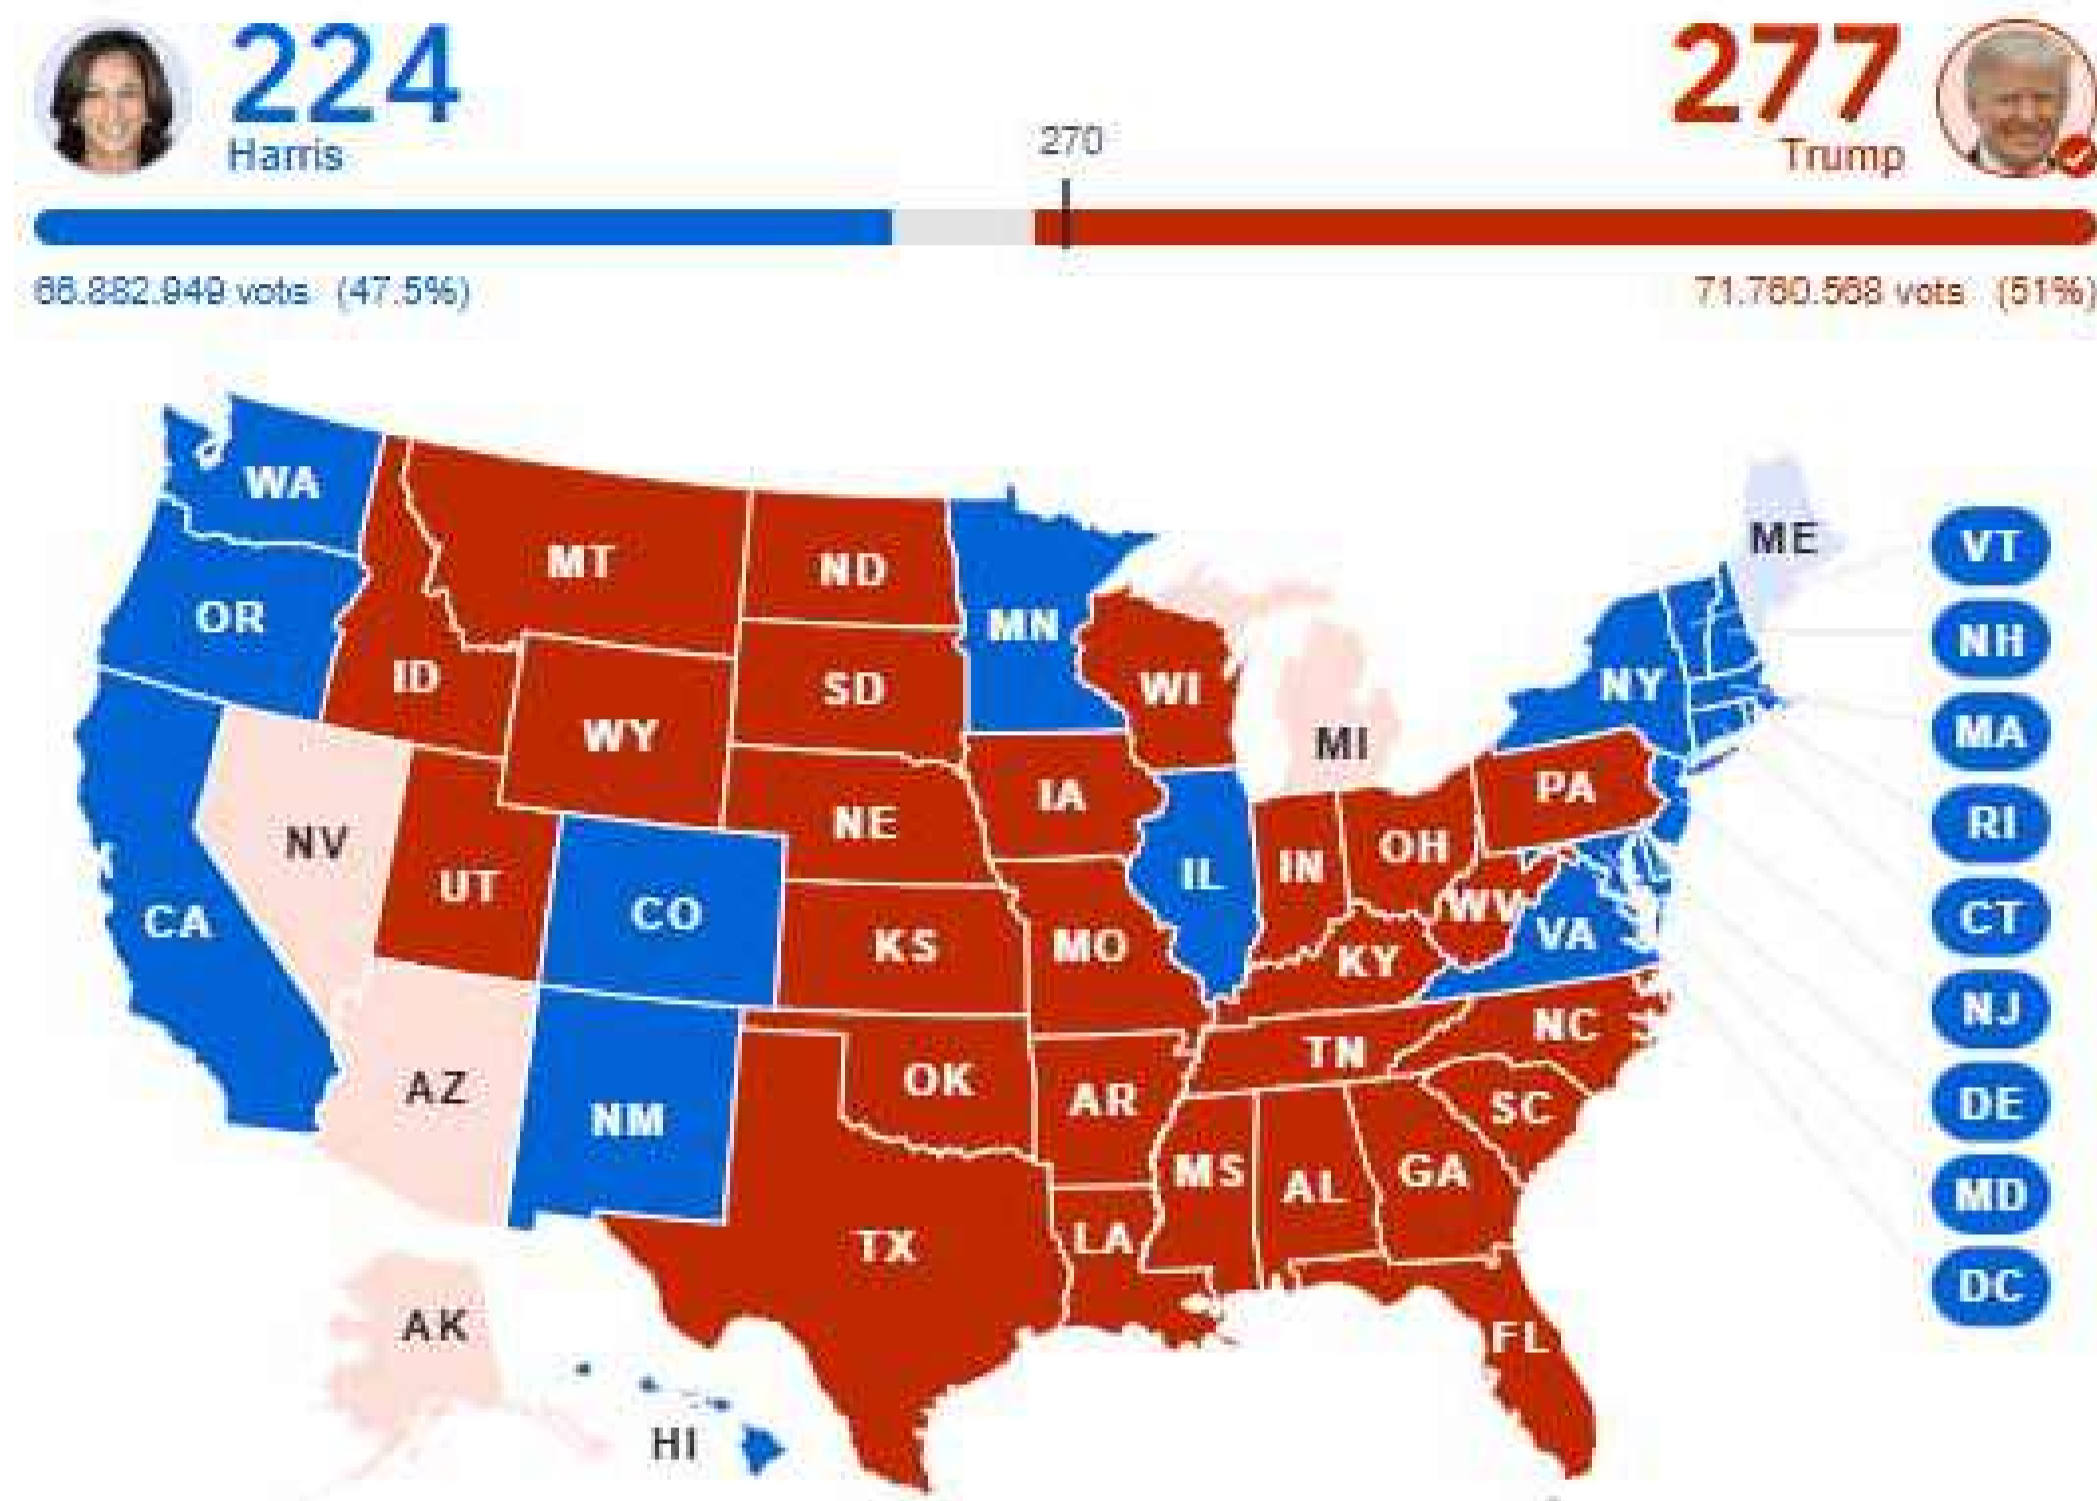 224
277
Harris
270
Trump
66.882.949 vots (47.5%)
71.760.568 vots (51%)
WA
ME
VT
MT
ND
OR
MN
NH
ID
SD
WI
NY
WY
MI
MA
NV
NE
IA
PA
RI
UT
CO
IL
IN
OH
CA
KS
MO
KY
WV
VA
CT
NC
NJ
AZ
NM
OK
AR
TN
SC
DE
MS
AL
GA
MD
TX
LA
DC
AK
FL
HI